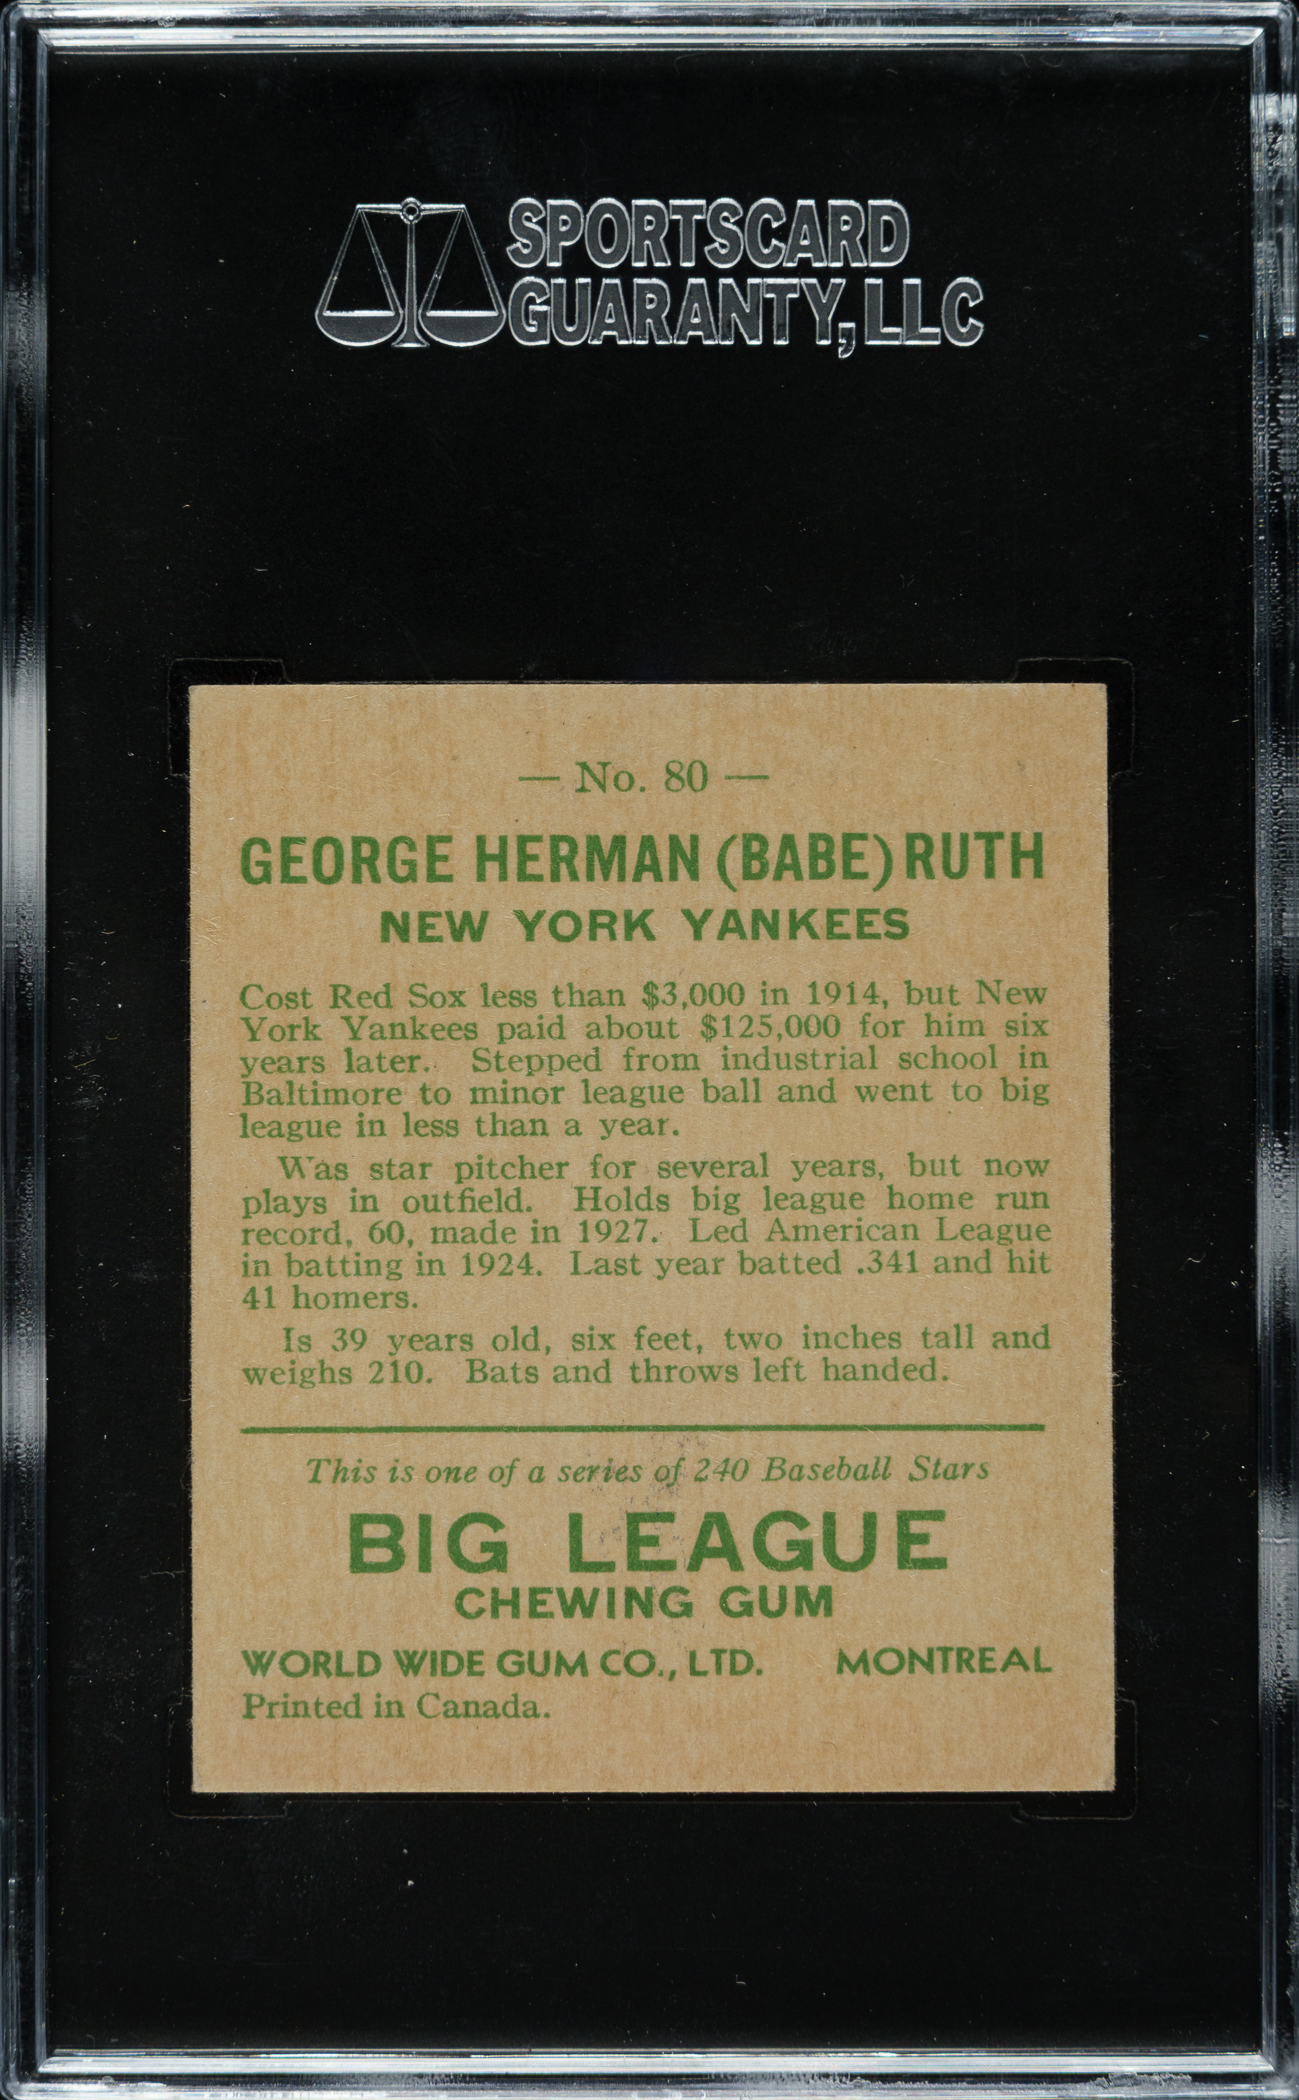 SPORTSCARD
GUARANTY, LLC
— No. 80 —
GEORGE HERMAN (BABE) RUTH
NEW YORK YANKEES
Cost Red Sox less than $3,000 in 1914, but New
York Yankees paid about $125,000 for him six
years later. Stepped from industrial school in
Baltimore to minor league ball and went to big
league in less than a year.
Was star pitcher for several years, but now
plays in outfield. Holds big league home run
record, 60, made in 1927. Led American League
in batting in 1924. Last year batted .341 and hit
41 homers.
Is 39 years old, six feet, two inches tall and
weighs 210. Bats and throws left handed.
This is one of a series of 240 Baseball Stars
BIG LEAGUE
CHEWING GUM
WORLD WIDE GUM CO., LTD. MONTREAL
Printed in Canada.